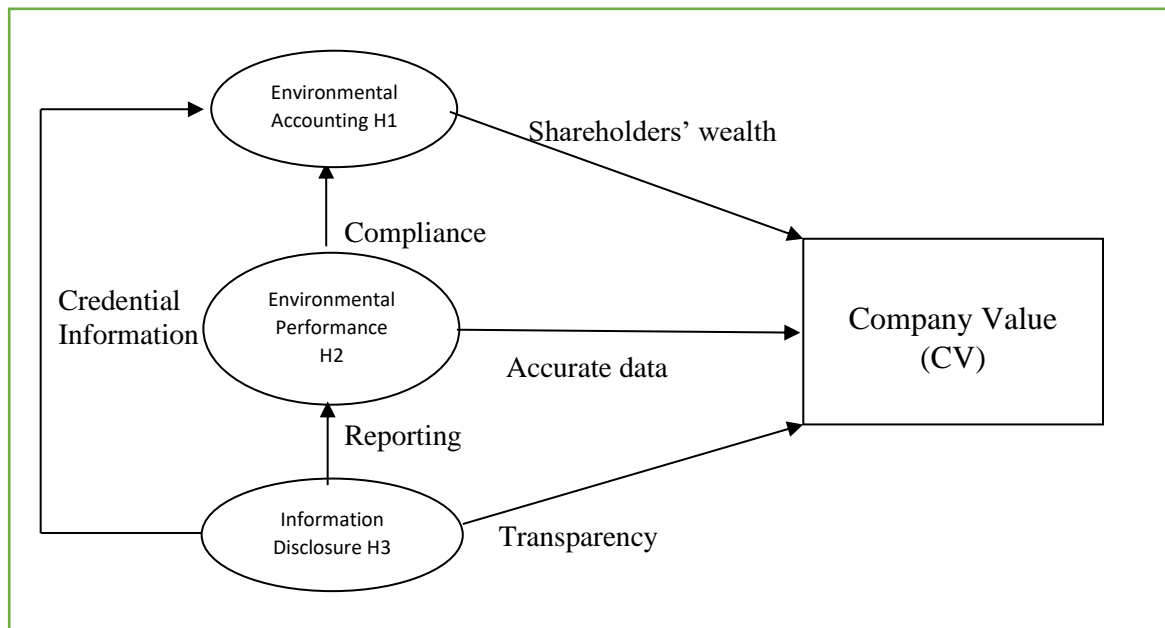 Environmental
Accounting H1
Shareholders’ wealth
Compliance
Credential
Information
Environmental
Performance
H2
Accurate data
Company Value
(CV)
Reporting
Information
Disclosure H3
Transparency